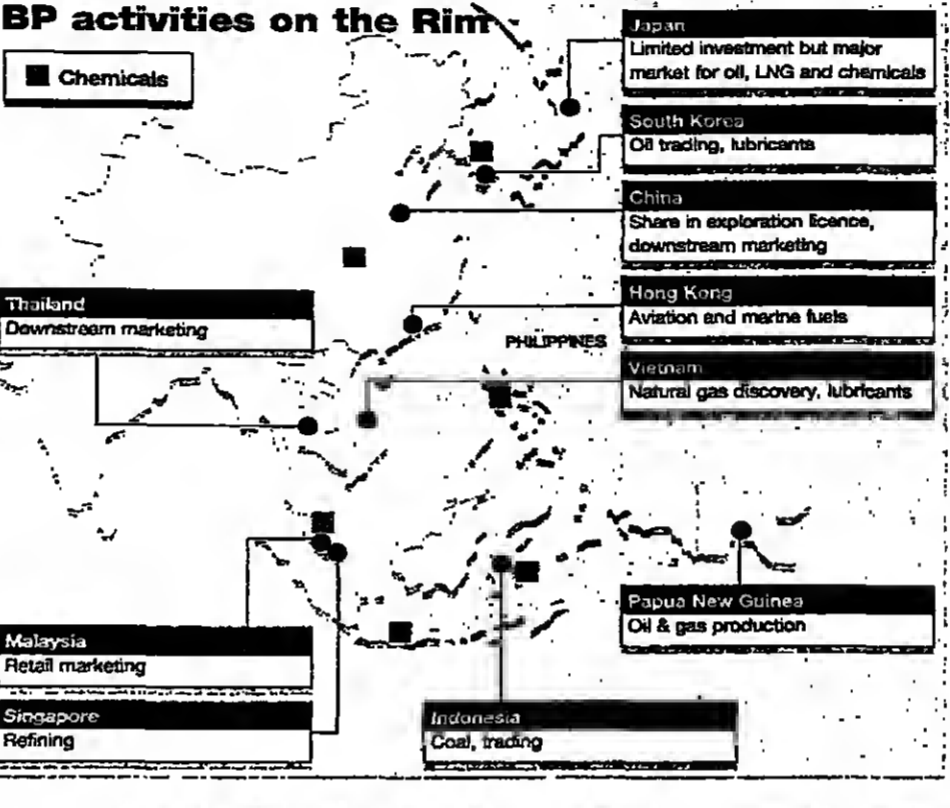 BP activities on the Rim
Chemicals
Japan
Limited investment but major
market for oil, LNG and chemicals
South Korea
Oil trading, lubricants
China
Share in exploration licence,
downstream marketing
Hong Kong
Aviation and marine fuels
PHILIPPINES
Vietnam
Natural gas discovery, lubricants
Thailand
Downstream marketing
Papua New Guinea
Oil & gas production
Malaysia
Retail marketing
Singapore
Refining
Indonesia
Coal, trading